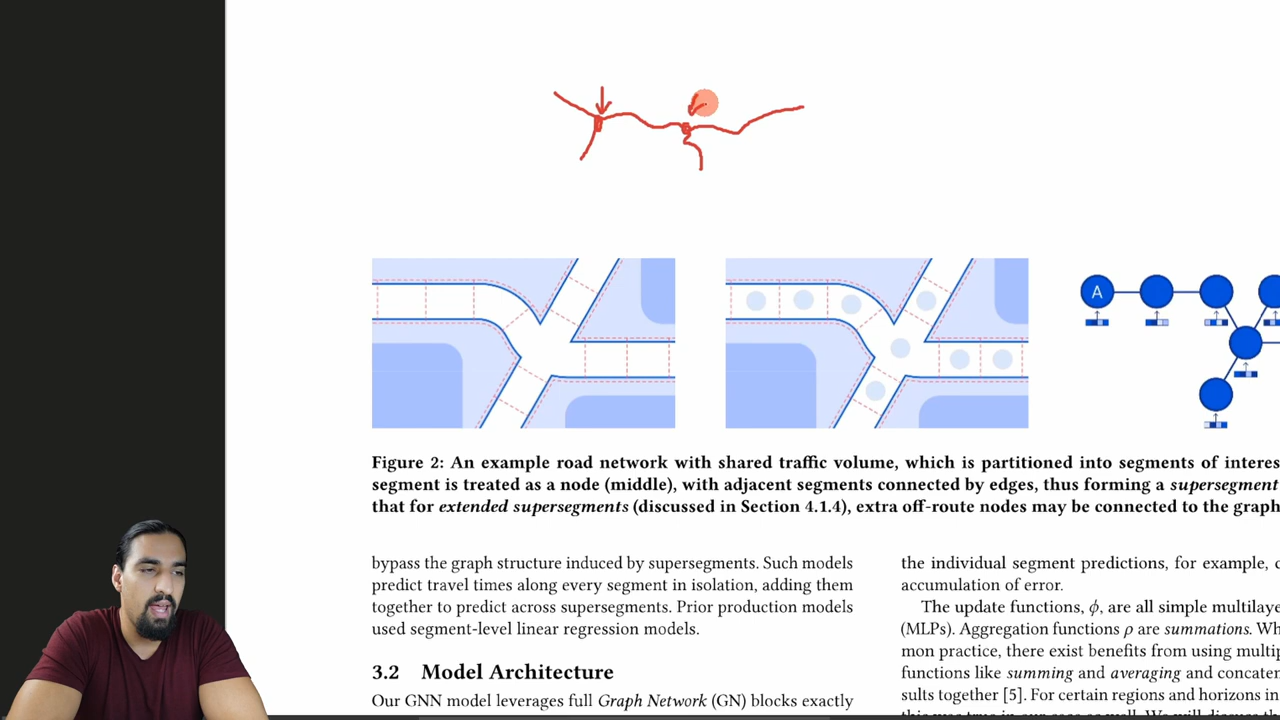 A
Figure 2: An example road network with shared traffic volume, which is partitioned into segments of
segment is treated as a node (middle), with adjacent segments connected by edges, thus forming a supersegment
that for extended supersegments (discussed in Section 4.1.4), extra off-route nodes may be connected to the graph
bypass the graph structure induced by supersegments. Such models
predict travel times along every segment in isolation, adding them
together to predict across supersegments. Prior production models
used segment-level linear regression models.
3.2 Model Architecture
Our GNN model leverages full Graph Network (GN) blocks exactly
the individual segment predictions, for example,
accumulation of error.
The update functions, ϕ, are all simple
(MLPs). Aggregation functions ρ are summations.
mon practice, there exist benefits from using
functions like summing and averaging and
sults together [5]. For certain regions and horizons